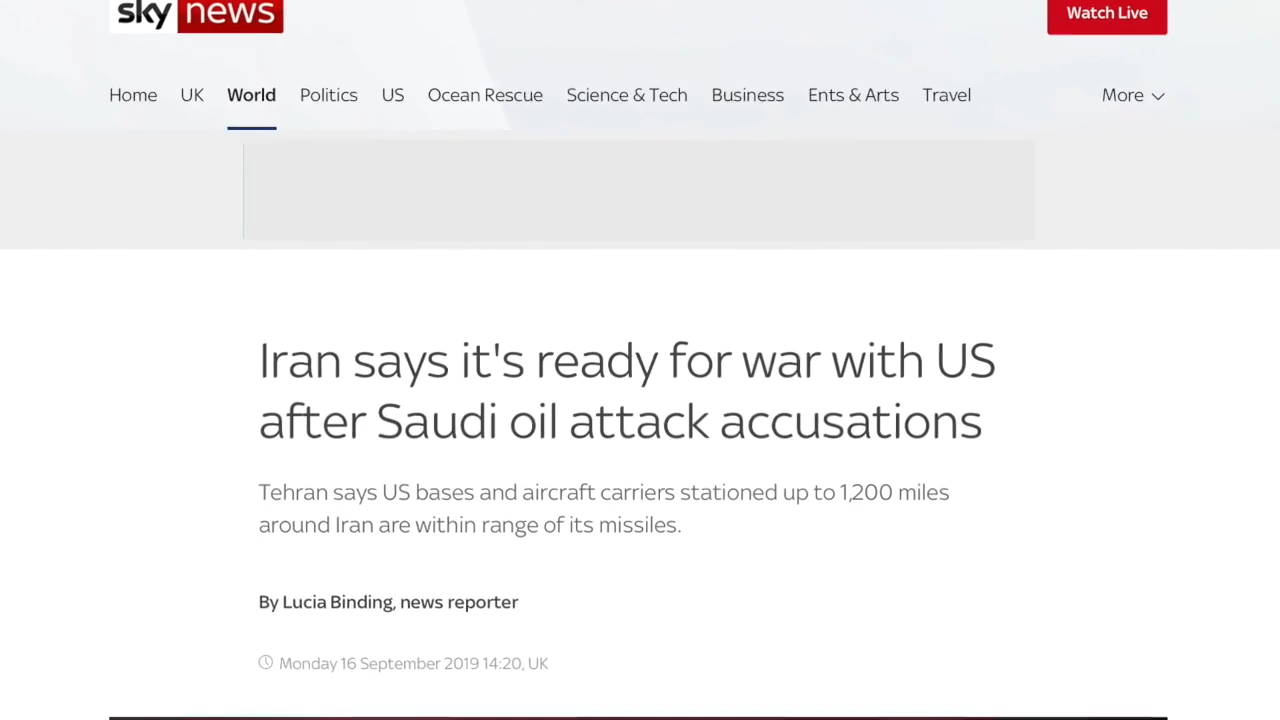 sky news
Watch Live
Home UK World Politics US Ocean Rescue Science & Tech Business Ents & Arts Travel More
Iran says it's ready for war with US
after Saudi oil attack accusations
Tehran says US bases and aircraft carriers stationed up to 1,200 miles
around Iran are within range of its missiles.
By Lucia Binding, news reporter
Monday 16 September 2019 14:20, UK